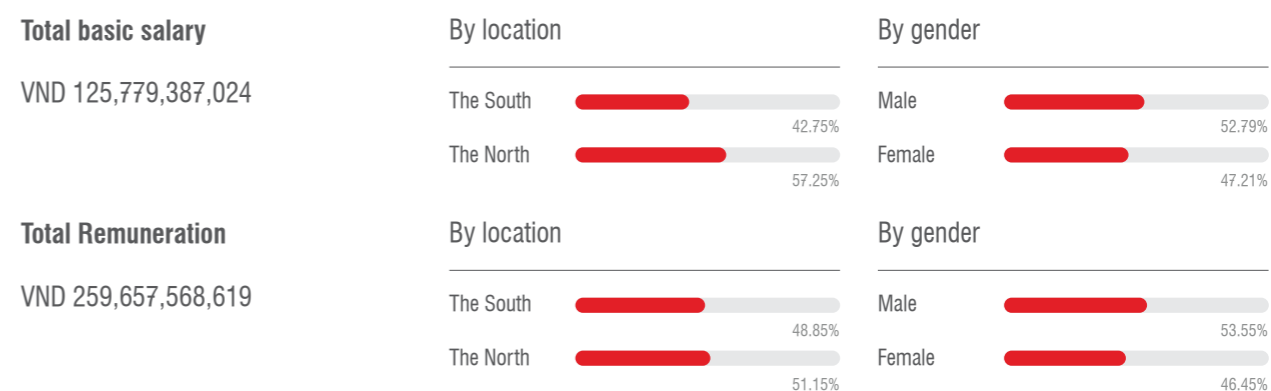 Total basic salary
VND 125,779,387,024
By location
The South
42.75%
The North
57.25%
By gender
Male
52.79%
Female
47.21%
Total Remuneration
VND 259,657,568,619
By location
The South
48.85%
The North
51.15%
By gender
Male
53.55%
Female
46.45%